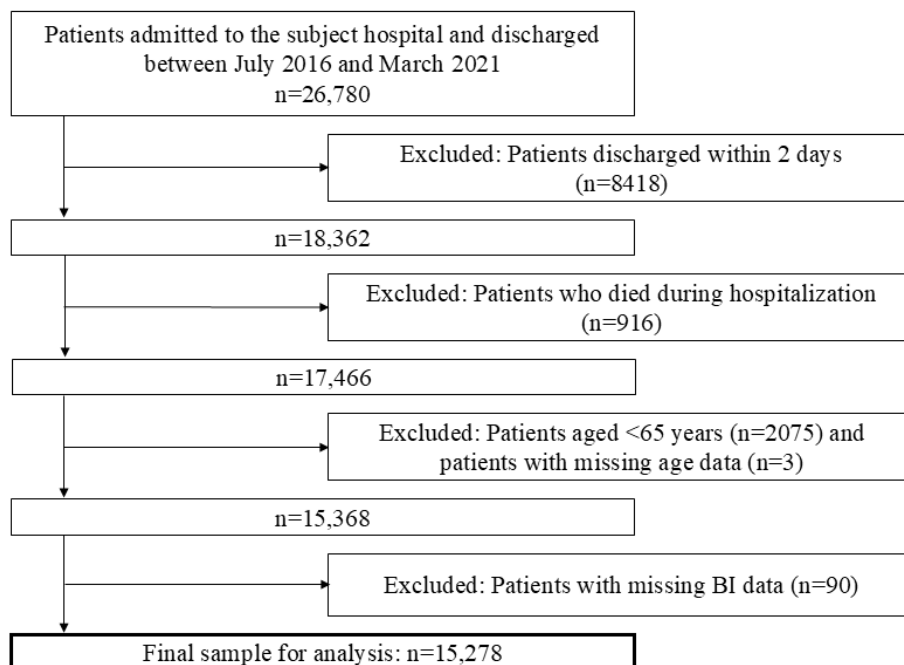 Patients admitted to the subject hospital and discharged
between July 2016 and March 2021
n=26,780
Excluded: Patients discharged within 2 days
(n=8418)
n=18,362
Excluded: Patients who died during hospitalization
(n=916)
n=17,466
Excluded: Patients aged <65 years (n=2075) and
patients with missing age data (n=3)
n=15,368
Excluded: Patients with missing BI data (n=90)
Final sample for analysis: n=15,278